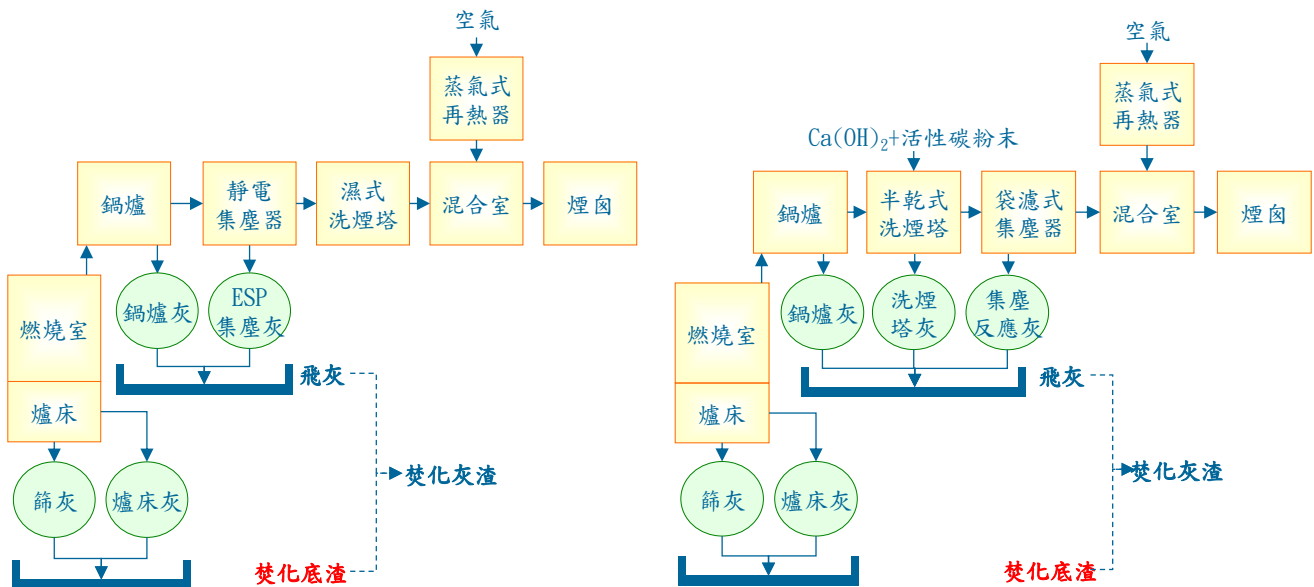 空氣
蒸氣式
再熱器
鍋爐
靜電
集塵器
濕式
洗煙塔
混合室
煙囪
燃燒室
鍋爐灰
ESP
集塵灰
飛灰
爐床
篩灰
爐床灰
焚化灰渣
焚化底渣
空氣
蒸氣式
再熱器
Ca(OH)₂+活性碳粉末
鍋爐
半乾式
洗煙塔
袋濾式
集塵器
混合室
煙囪
燃燒室
鍋爐灰
洗煙
塔灰
集塵
反應灰
飛灰
爐床
篩灰
爐床灰
焚化灰渣
焚化底渣